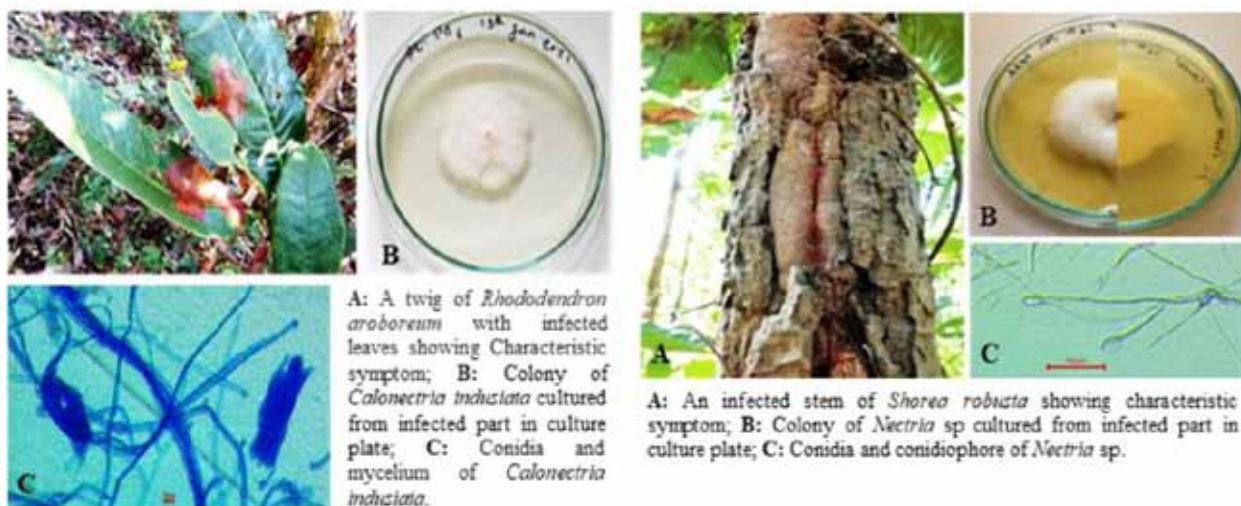 B
C
A: A twig of Rhododendron
aroboreum with infected
leaves showing Characteristic
symptom; B: Colony of
Calonectria indusiata cultured
from infected part in culture
plate; C: Conidia and
mycelium of Calonectria
indusiata.
A
B
C
A: An infected stem of Shorea robusta showing characteristic
symptom; B: Colony of Nectria sp cultured from infected part in
culture plate; C: Conidia and conidiophore of Nectria sp.